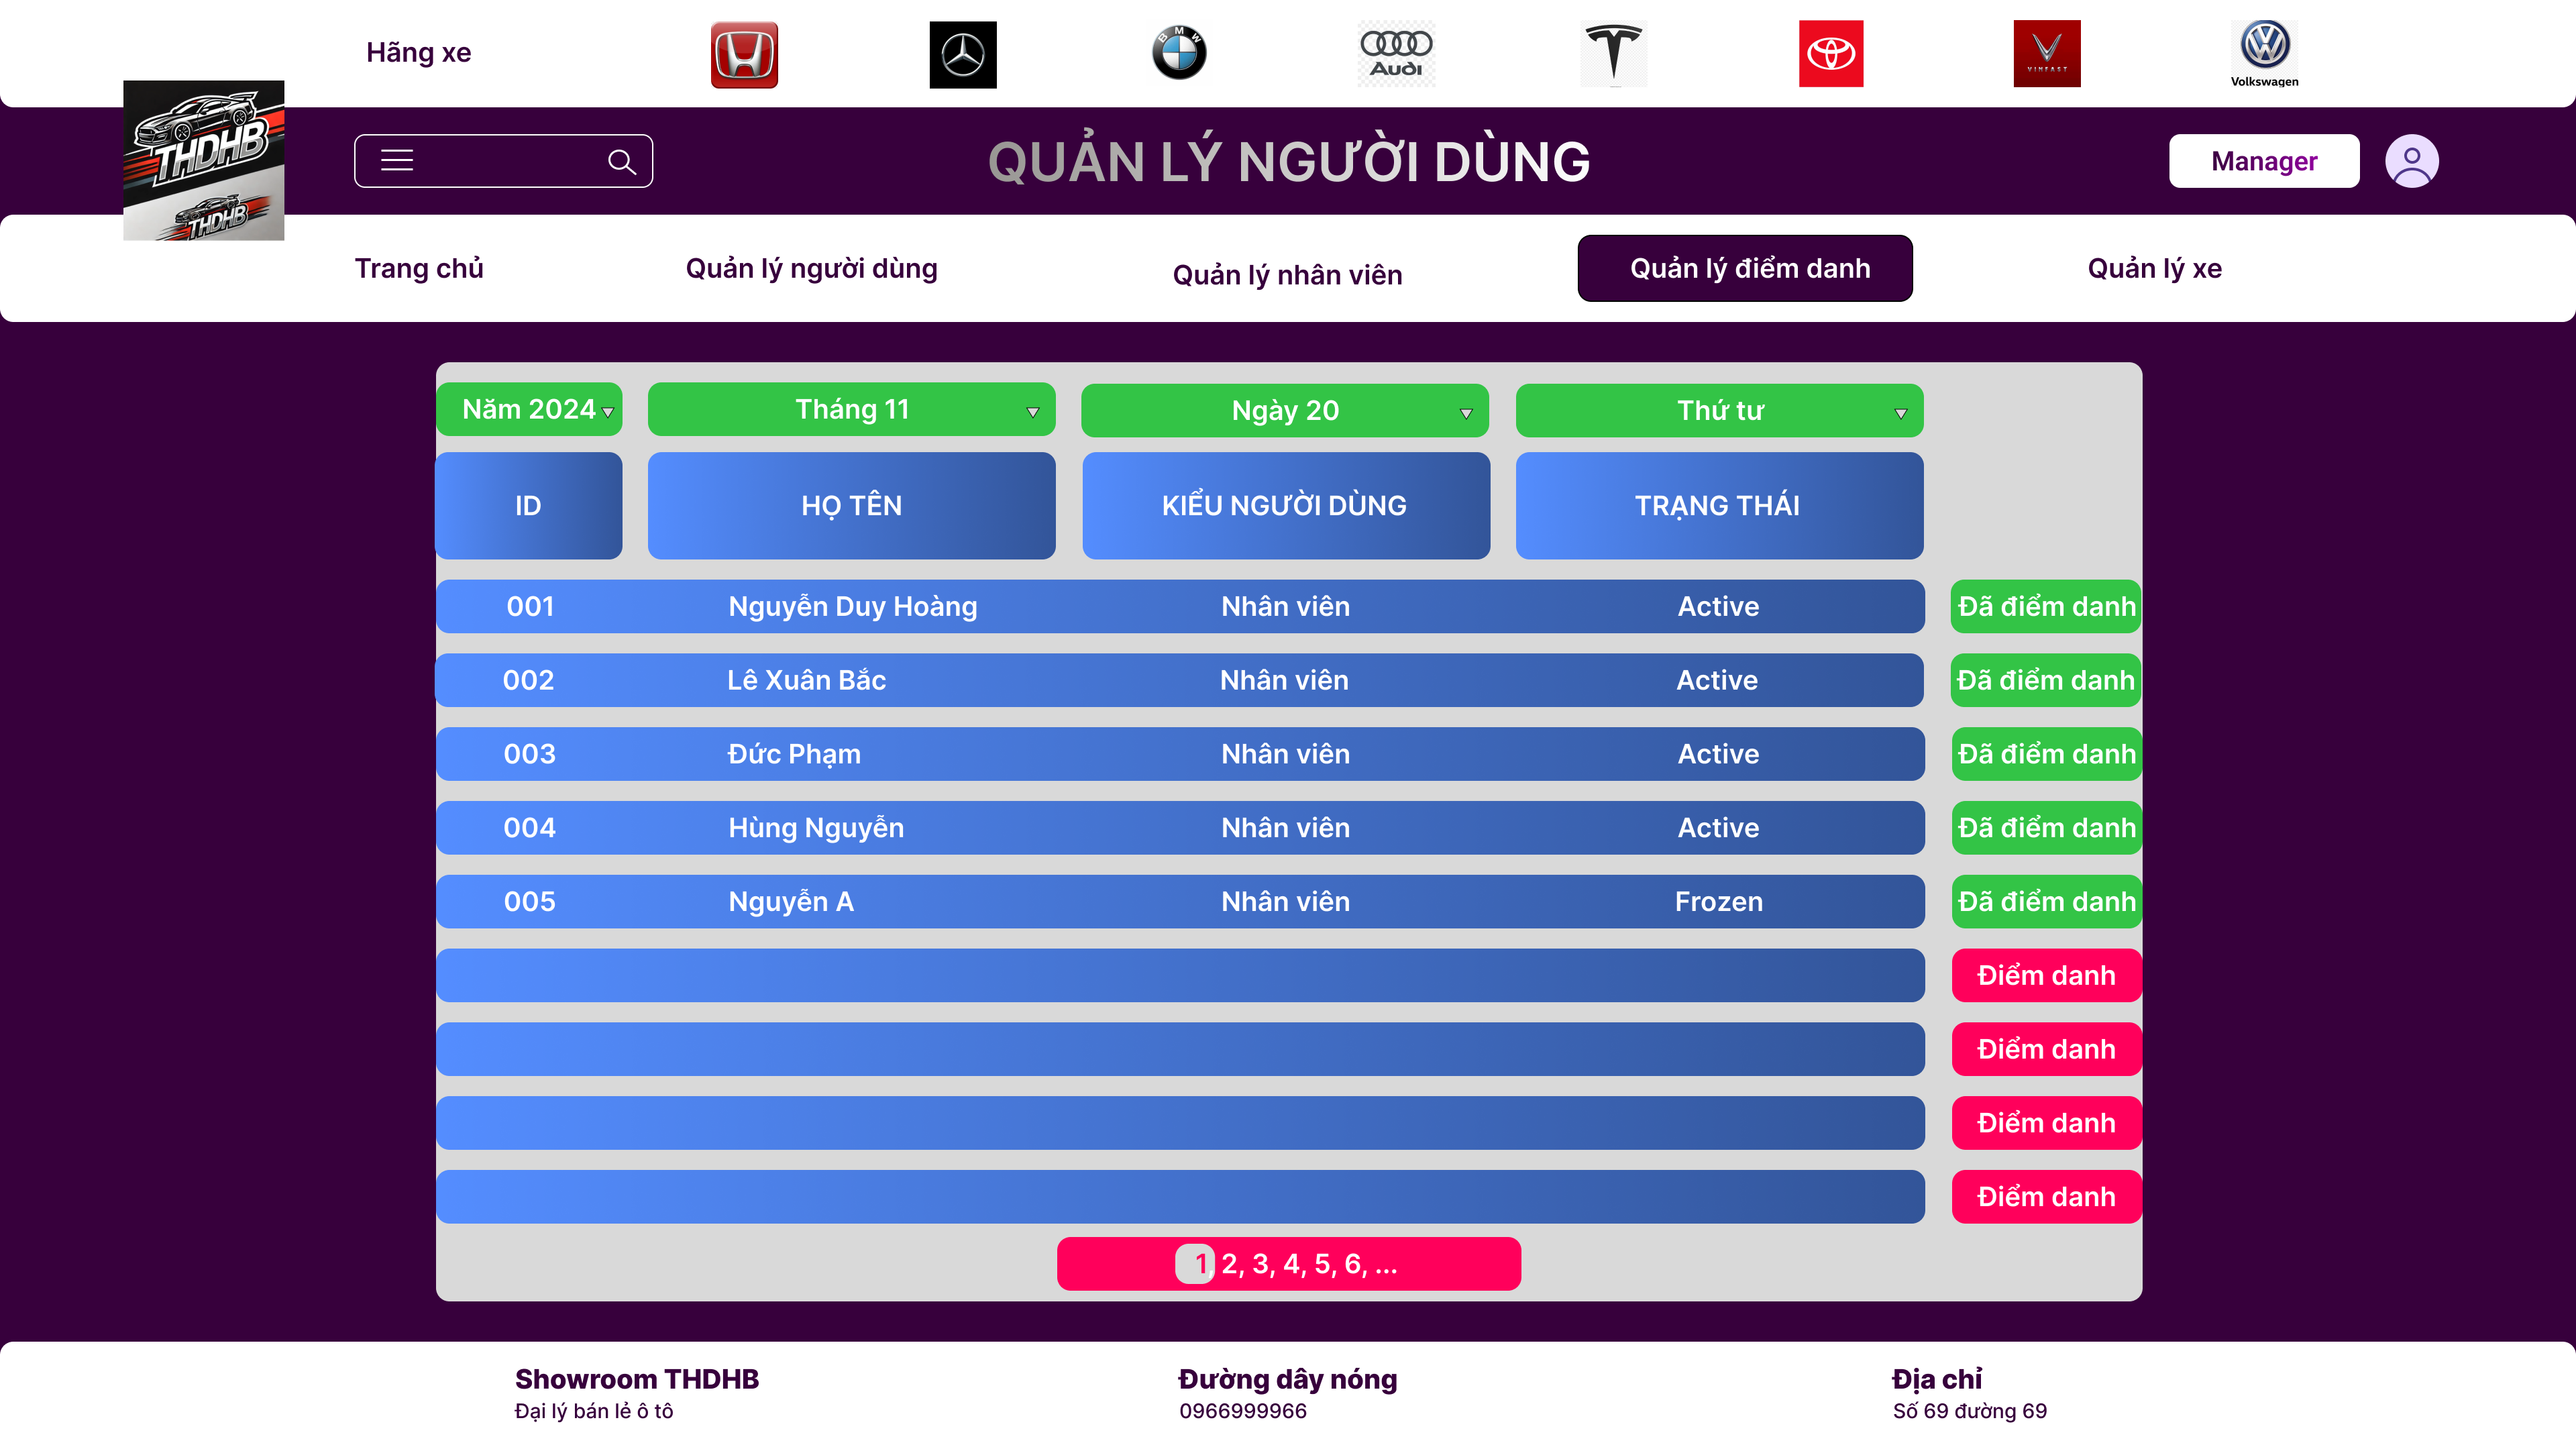 Hãng xe
BMW
Audi
VINFAST
Volkswagen
THDHB
THDHB
QUẢN LÝ NGƯỜI DÙNG
Manager
Trang chủ
Quản lý người dùng
Quản lý nhân viên
Quản lý điểm danh
Quản lý xe
Năm 2024 Tháng 11 Ngày 20 Thứ tư
ID HỌ TÊN KIỂU NGƯỜI DÙNG TRẠNG THÁI
001 Nguyễn Duy Hoàng Nhân viên Active Đã điểm danh
002 Lê Xuân Bắc Nhân viên Active Đã điểm danh
003 Đức Phạm Nhân viên Active Đã điểm danh
004 Hùng Nguyễn Nhân viên Active Đã điểm danh
005 Nguyễn A Nhân viên Frozen Đã điểm danh
Điểm danh
Điểm danh
Điểm danh
Điểm danh
1, 2, 3, 4, 5, 6, ...
Showroom THDHB
Đại lý bán lẻ ô tô
Đường dây nóng
0966999966
Địa chỉ
Số 69 đường 69